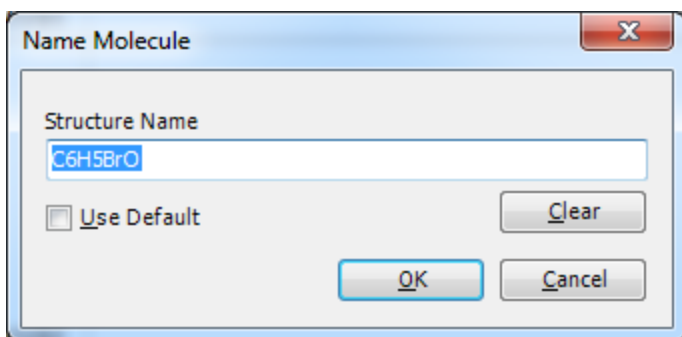 Name Molecule
Structure Name
C6H5BrO
Use Default
Clear
OK
Cancel